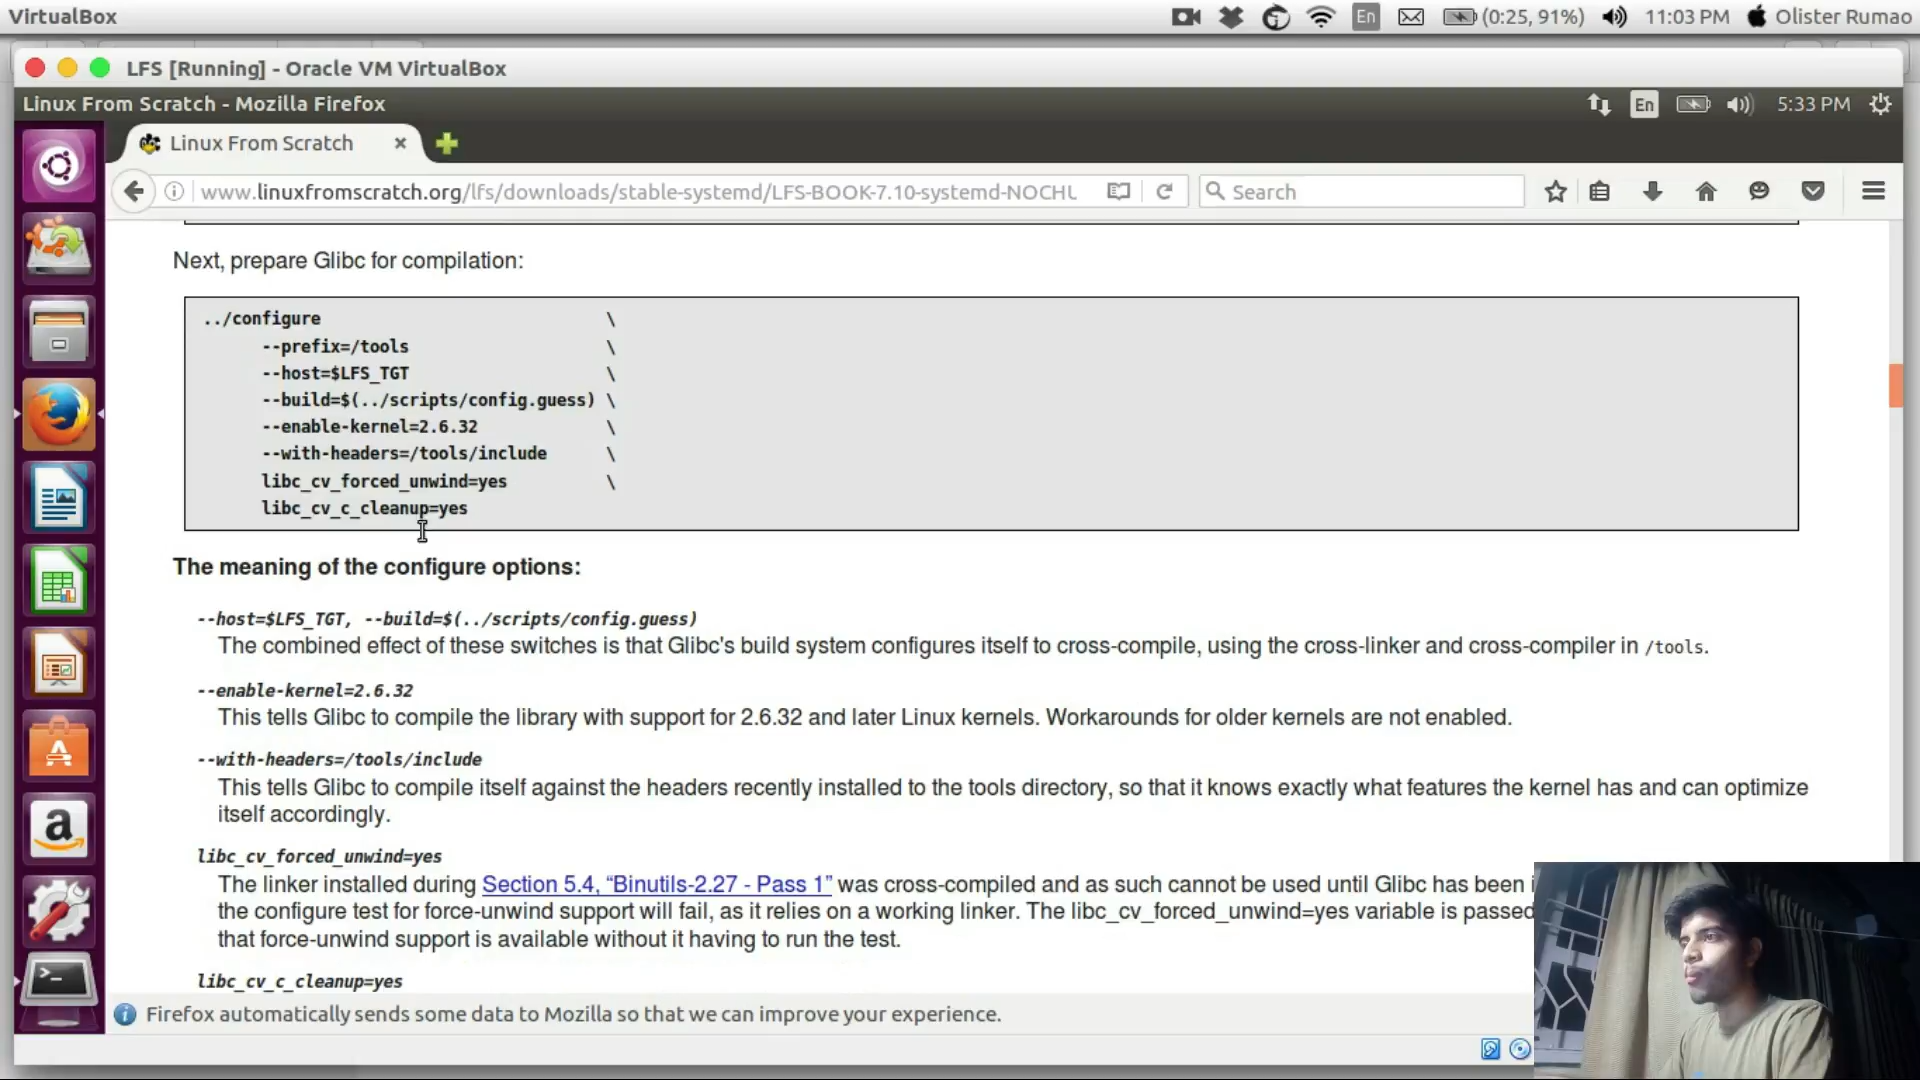 VirtualBox
En
(0:25, 91%)
11:03 PM
Olister Rumao
LFS [Running] - Oracle VM VirtualBox
Linux From Scratch - Mozilla Firefox
En
5:33 PM
Linux From Scratch
www.linuxfromscratch.org/lfs/downloads/stable-systemd/LFS-BOOK-7.10-systemd-NOCHU
Search
Next, prepare Glibc for compilation:
../configure \
--prefix=/tools \
--host=$LFS_TGT \
--build=$(../scripts/config.guess) \
--enable-kernel=2.6.32 \
--with-headers=/tools/include \
libc_cv_forced_unwind=yes \
libc_cv_c_cleanup=yes
The meaning of the configure options:
--host=$LFS_TGT, --build=$(../scripts/config.guess)
The combined effect of these switches is that Glibc's build system configures itself to cross-compile, using the cross-linker and cross-compiler in /tools.
--enable-kernel=2.6.32
This tells Glibc to compile the library with support for 2.6.32 and later Linux kernels. Workarounds for older kernels are not enabled.
--with-headers=/tools/include
This tells Glibc to compile itself against the headers recently installed to the tools directory, so that it knows exactly what features the kernel has and can optimize
itself accordingly.
libc_cv_forced_unwind=yes
The linker installed during Section 5.4, “Binutils-2.27 - Pass 1” was cross-compiled and as such cannot be used until Glibc has been i
the configure test for force-unwind support will fail, as it relies on a working linker. The libc_cv_forced_unwind=yes variable is passed
that force-unwind support is available without it having to run the test.
libc_cv_c_cleanup=yes
Firefox automatically sends some data to Mozilla so that we can improve your experience.